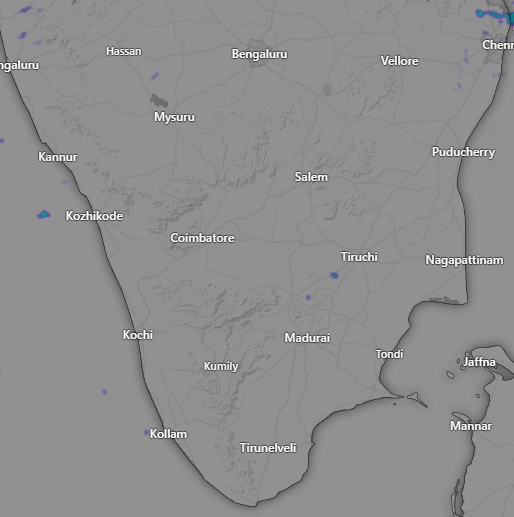 Hassan
Bengaluru
Chenn
Vellore
ngaluru
Mysuru
Puducherry
Kannur
Salem
Kozhikode
Coimbatore
Tiruchi
Nagapattinam
Kochi
Madurai
Tondi
Jaffna
Kumily
Mannar
Kollam
Tirunelveli